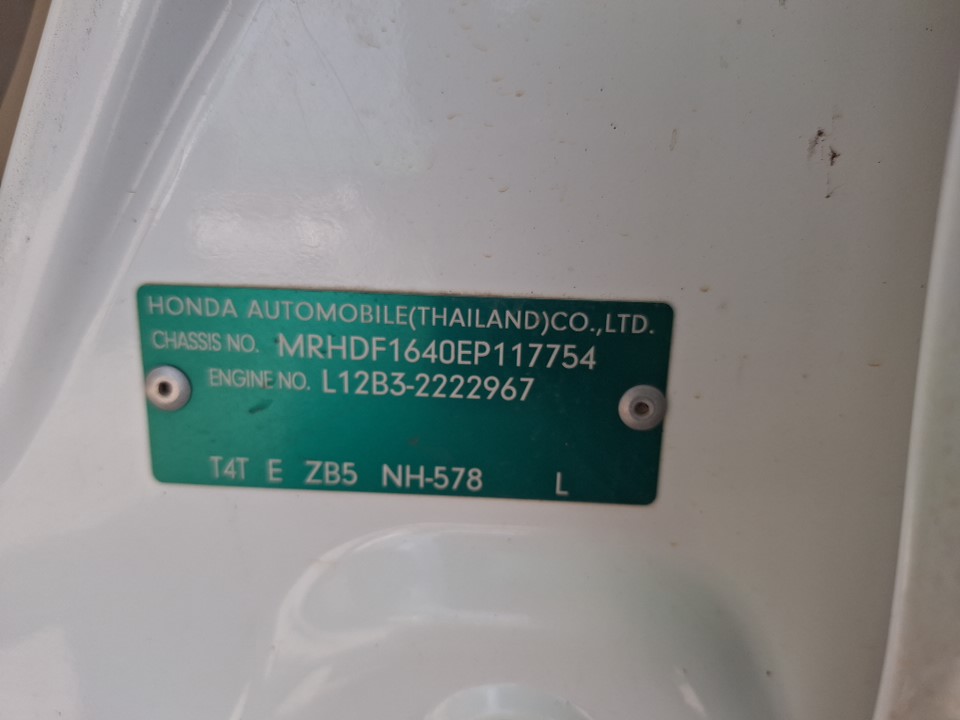 HONDA AUTOMOBILE(THAILAND)CO.,LTD.
CHASSIS NO. MRHDF1640EP117754
ENGINE NO. L12B3-2222967
T4T E ZB5 NH-578 L